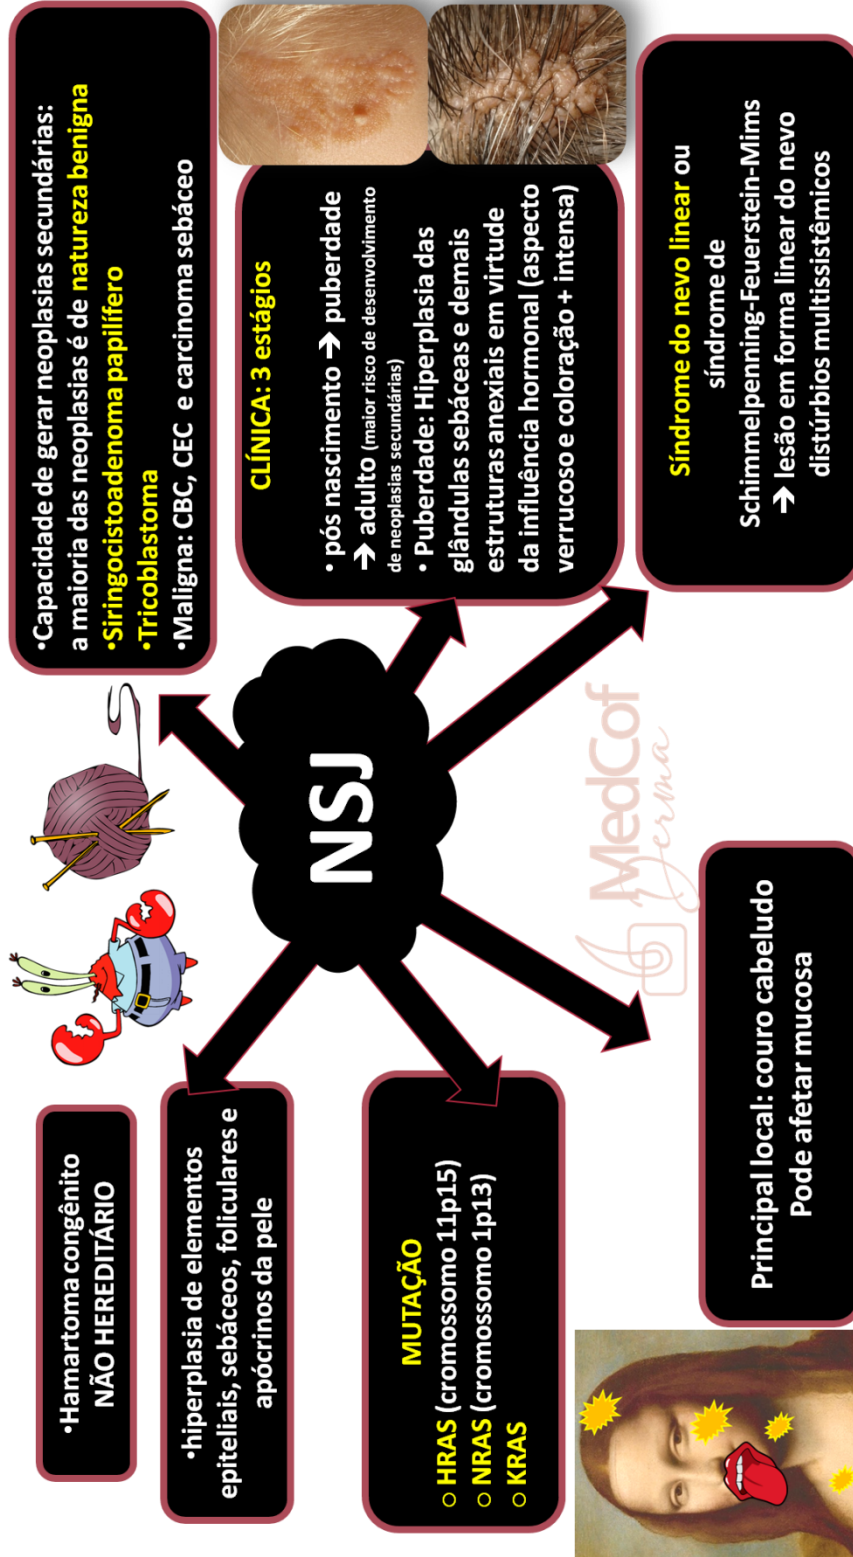 •Hamartoma congênito
NÃO HEREDITÁRIO
•hiperplasia de elementos
epiteliais, sebáceos, foliculares e
apócrinos da pele
MUTAÇÃO
○ HRAS (cromossomo 11p15)
○ NRAS (cromossomo 1p13)
○ KRAS
Principal local: couro cabeludo
Pode afetar mucosa
NSJ
MedCof
Derma
•Capacidade de gerar neoplasias secundárias:
a maioria das neoplasias é de natureza benigna
•Siringocistoadenoma papilífero
•Tricoblastoma
•Maligna: CBC, CEC e carcinoma sebáceo
CLÍNICA: 3 estágios
• pós nascimento ➔ puberdade
➔ adulto (maior risco de desenvolvimento
de neoplasias secundárias)
• Puberdade: Hiperplasia das
glândulas sebáceas e demais
estruturas anexiais em virtude
da influência hormonal (aspecto
verrucoso e coloração + intensa)
Síndrome do nevo linear ou
síndrome de
Schimmelpenning-Feuerstein-Mims
➔ lesão em forma linear do nevo
distúrbios multissistêmicos